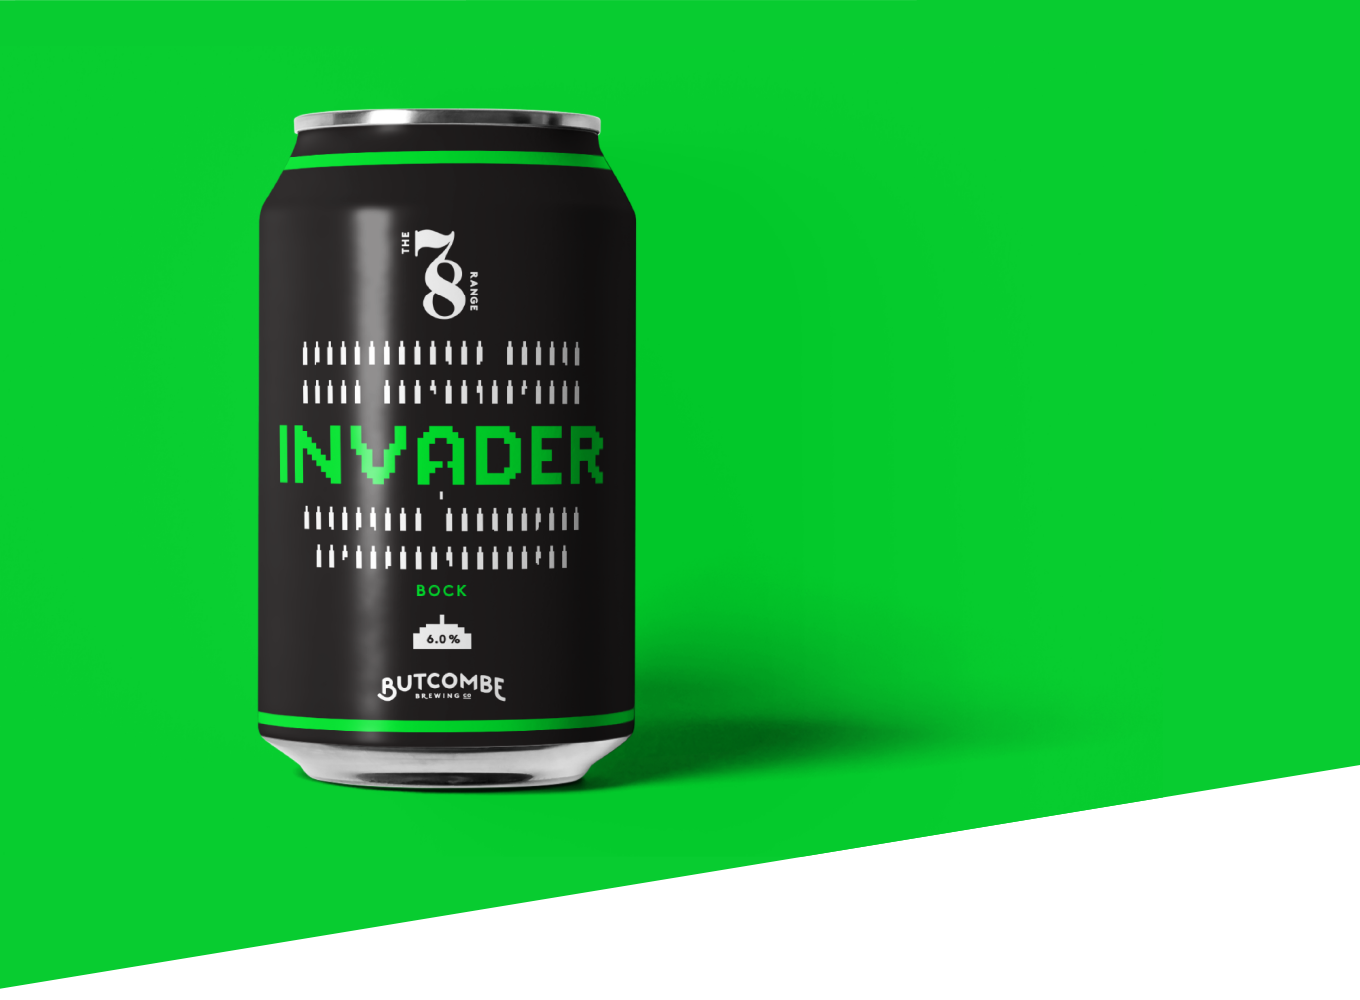 THE
78
RANGE
INVADER
BOCK
6.0%
BUTCOMBE
BREWING CO